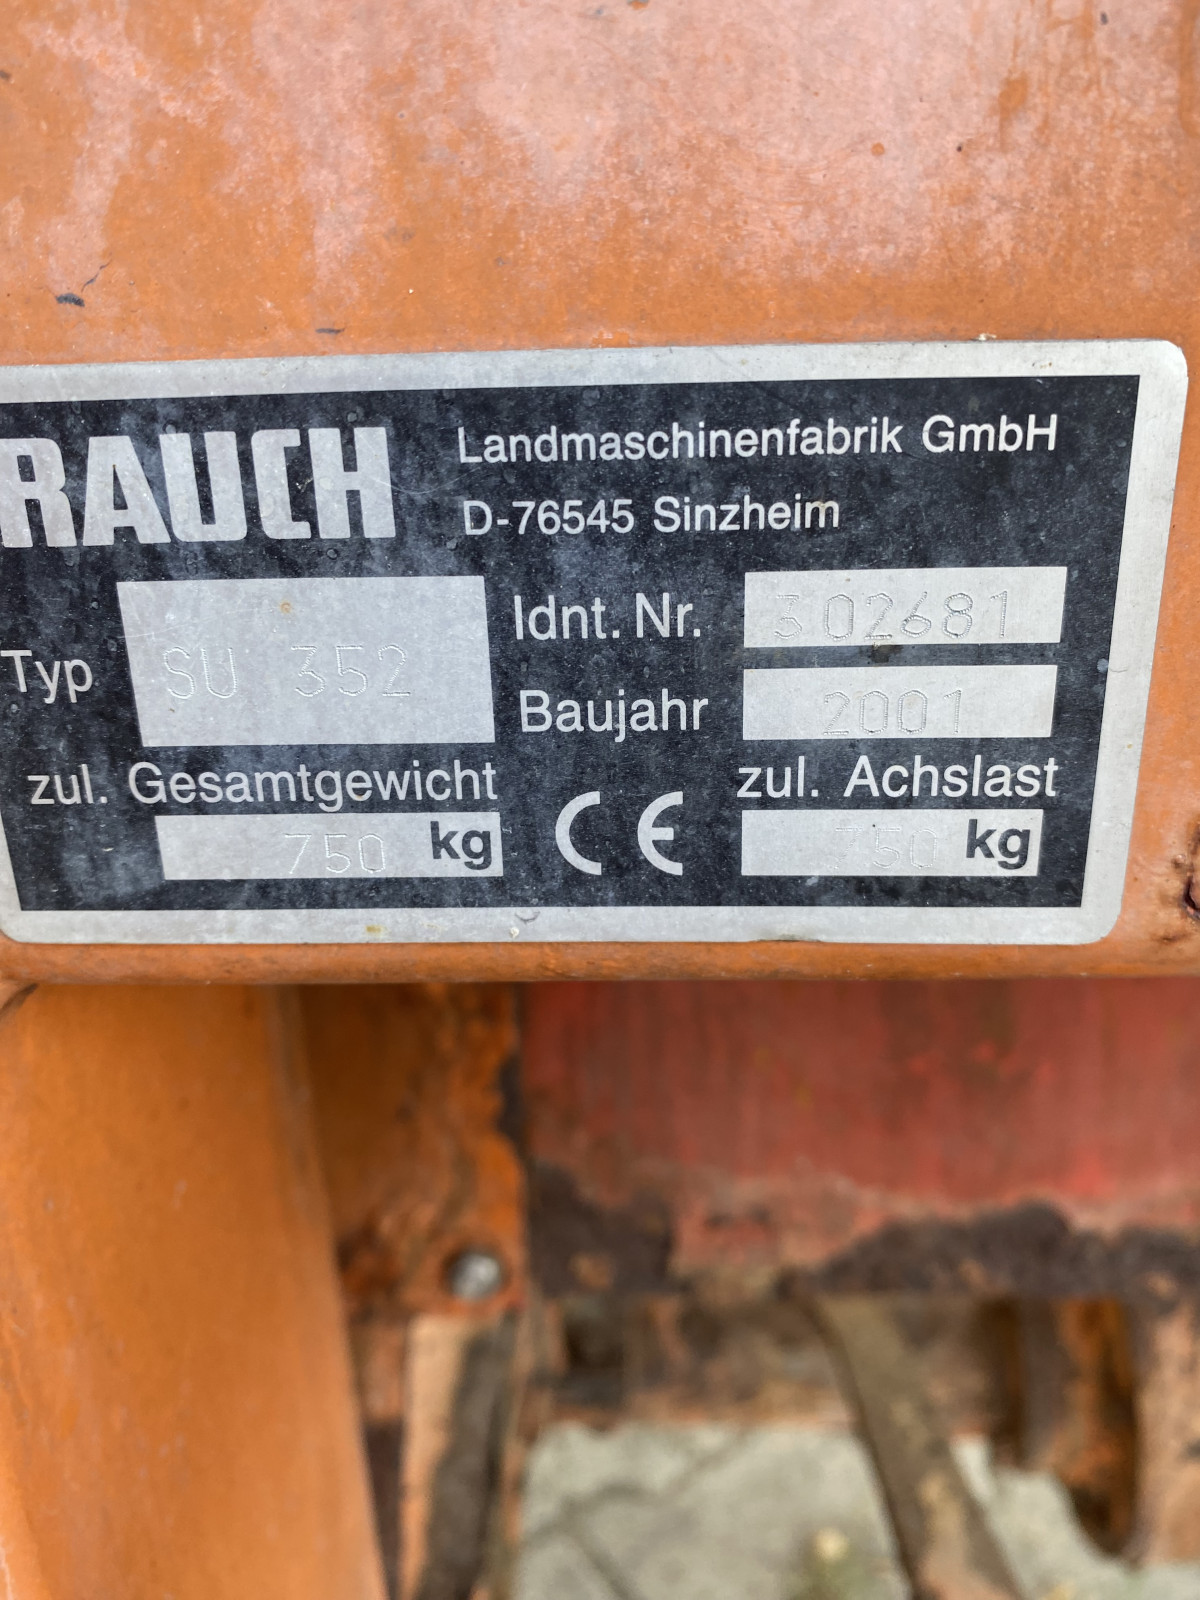 RAUCH
Landmaschinenfabrik GmbH
D-76545 Sinzheim
Typ SU 352
Idnt. Nr. 302681
Baujahr 2001
zul. Gesamtgewicht
750 kg
CE
zul. Achslast
kg